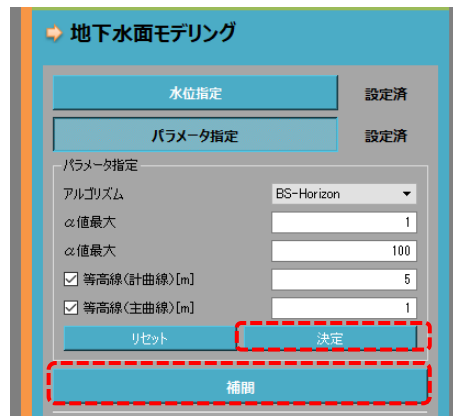 地下水面モデリング
水位指定 設定済
パラメータ指定 設定済
パラメータ指定
アルゴリズム BS-Horizon
α値最大 1
α値最大 100
等高線(計曲線)[m] 5
等高線(主曲線)[m] 1
リセット 決定
補間